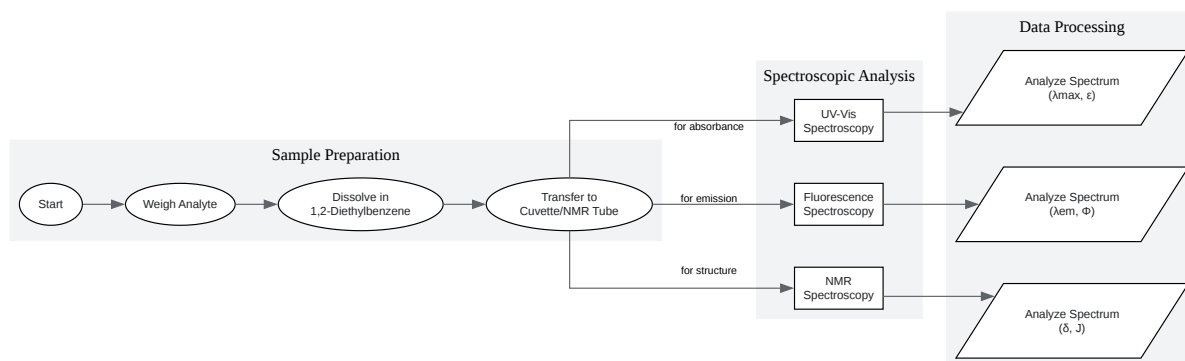 Data Processing
Spectroscopic Analysis
Analyze Spectrum
(λmax, ε)
UV-Vis
Spectroscopy
for absorbance
Sample Preparation
Start
Weigh Analyte
Dissolve in
1,2-Diethylbenzene
Transfer to
Cuvette/NMR Tube
for emission
Fluorescence
Spectroscopy
Analyze Spectrum
(λem, Φ)
for structure
NMR
Spectroscopy
Analyze Spectrum
(δ, J)